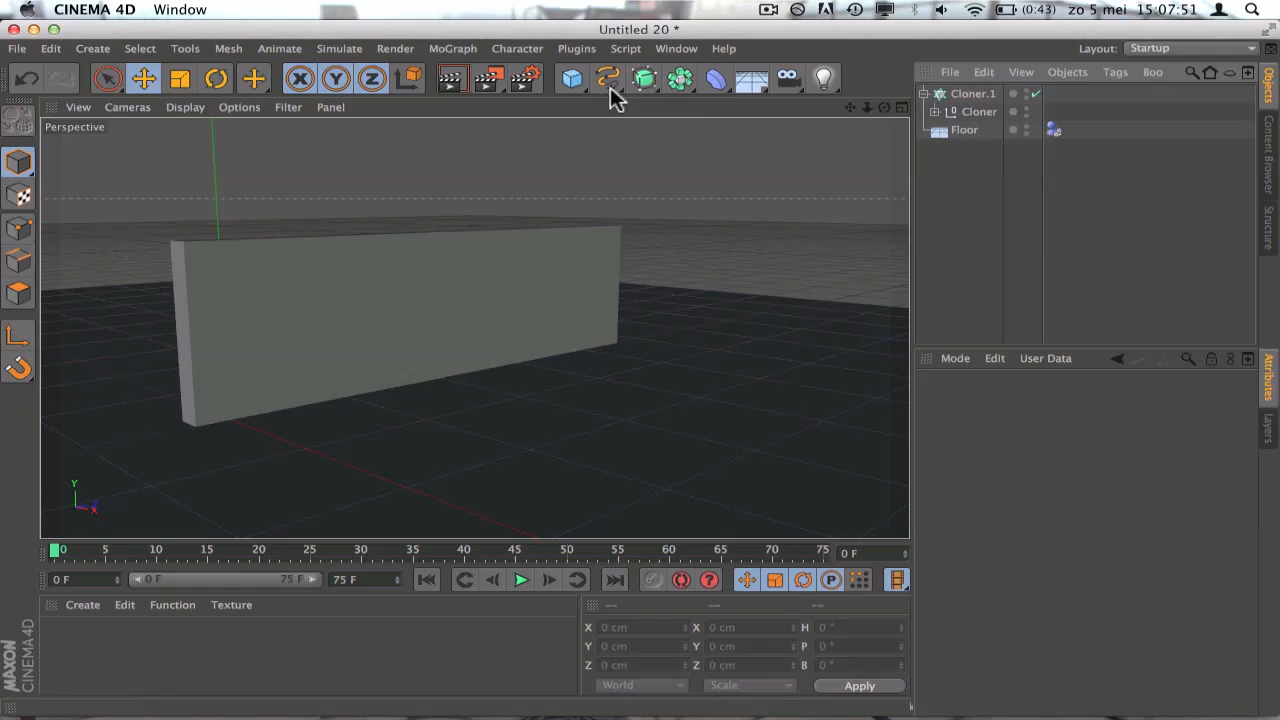 CINEMA 4D Window (0:43) zo 5 mei 15:07:51
Untitled 20 *
File Edit Create Select Tools Mesh Animate Simulate Render MoGraph Character Plugins Script Window Help Layout: Startup
X Y Z
File Edit View Objects Tags Boo
View Cameras Display Options Filter Panel
Perspective
Cloner.1
Cloner
Floor
Objects
Content Browser
Structure
Mode Edit User Data
Attributes
Layers
Y
Z
X
0 5 10 15 20 25 30 35 40 45 50 55 60 65 70 75 0 F
0 F 0 F 75 F 75 F
P
Create Edit Function Texture -- -- --
X 0 cm X 0 cm H 0 °
Y 0 cm Y 0 cm P 0 °
Z 0 cm Z 0 cm B 0 °
World Scale Apply
MAXON
CINEMA 4D